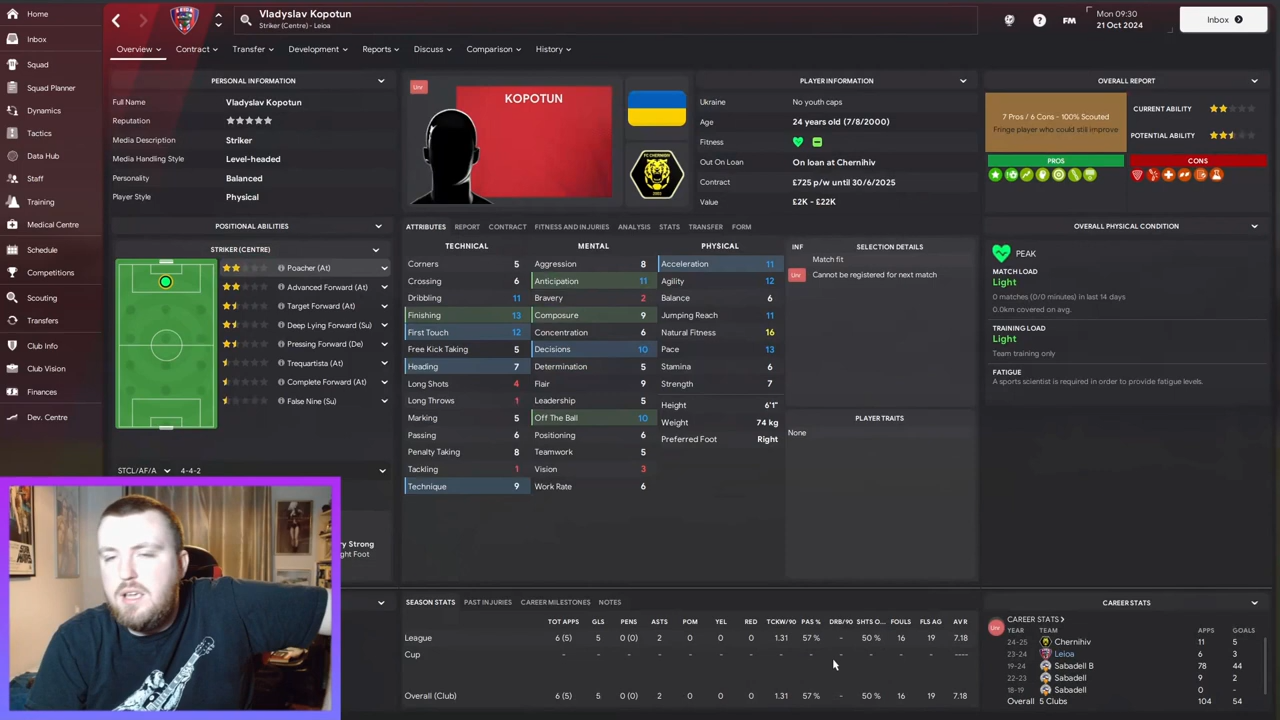 Home
Inbox
Squad
Squad Planner
Dynamics
Tactics
Data Hub
Staff
Training
Medical Centre
Schedule
Competitions
Scouting
Transfers
Club Info
Club Vision
Finances
Dev. Centre
LEIOA
Vladyslav Kopotun
Striker (Centre) - Leioa
FM
Mon 09:30
21 Oct 2024
Inbox
Overview Contract Transfer Development Reports Discuss Comparison History
PERSONAL INFORMATION
Full Name Vladyslav Kopotun
Reputation
Media Description Striker
Media Handling Style Level-headed
Personality Balanced
Player Style Physical
Unr
KOPOTUN
PLAYER INFORMATION
Ukraine No youth caps
Age 24 years old (7/8/2000)
Fitness
Out On Loan On loan at Chernihiv
Contract £725 p/w until 30/6/2025
Value £2K - £22K
OVERALL REPORT
7 Pros / 6 Cons - 100% Scouted
Fringe player who could still improve
CURRENT ABILITY
POTENTIAL ABILITY
PROS CONS
POSITIONAL ABILITIES
STRIKER (CENTRE)
Poacher (At)
Advanced Forward (At)
Target Forward (At)
Deep Lying Forward (Su)
Pressing Forward (De)
Trequartista (At)
Complete Forward (At)
False Nine (Su)
STCL/AF/A 4-4-2
ry Strong
ght Foot
ATTRIBUTES REPORT CONTRACT FITNESS AND INJURIES ANALYSIS STATS TRANSFER FORM
TECHNICAL
Corners 5
Crossing 6
Dribbling 11
Finishing 13
First Touch 12
Free Kick Taking 5
Heading 7
Long Shots 4
Long Throws 1
Marking 5
Passing 6
Penalty Taking 8
Tackling 1
Technique 9
MENTAL
Aggression 8
Anticipation 11
Bravery 2
Composure 9
Concentration 6
Decisions 10
Determination 5
Flair 9
Leadership 5
Off The Ball 10
Positioning 6
Teamwork 5
Vision 3
Work Rate 6
PHYSICAL
Acceleration 11
Agility 12
Balance 6
Jumping Reach 11
Natural Fitness 16
Pace 13
Stamina 6
Strength 7
Height 6'1"
Weight 74 kg
Preferred Foot Right
INF SELECTION DETAILS
Match fit
Unr Cannot be registered for next match
PLAYER TRAITS
None
OVERALL PHYSICAL CONDITION
PEAK
MATCH LOAD
Light
0 matches (0/0 minutes) in last 14 days
0.0km covered on avg.
TRAINING LOAD
Light
Team training only
FATIGUE
A sports scientist is required in order to provide fatigue levels.
SEASON STATS PAST INJURIES CAREER MILESTONES NOTES
TOT APPS GLS PENS ASTS POM YEL RED TCKW/90 PAS % DRB/90 SHTS O... FOULS FLS AG AV R
League 6 (5) 5 0 (0) 2 0 0 0 1.31 57 % - 50 % 16 19 7.18
Cup - - - - - - - - - - - - - ----
Overall (Club) 6 (5) 5 0 (0) 2 0 0 0 1.31 57 % - 50 % 16 19 7.18
CAREER STATS
Unr CAREER STATS
YEAR TEAM APPS GOALS
24-25 Chernihiv 11 5
23-24 Leioa 6 3
19-24 Sabadell B 78 44
22-23 Sabadell 9 2
18-19 Sabadell 0 -
Overall 5 Clubs 104 54